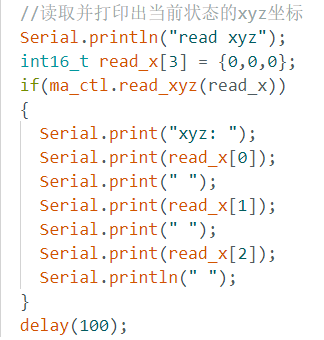 //读取并打印出当前状态的xyz坐标
Serial.println("read xyz");
int16_t read_x[3] = {0,0,0};
if(ma_ctl.read_xyz(read_x))
{
  Serial.print("xyz: ");
  Serial.print(read_x[0]);
  Serial.print(" ");
  Serial.print(read_x[1]);
  Serial.print(" ");
  Serial.print(read_x[2]);
  Serial.println(" ");
}
delay(100);